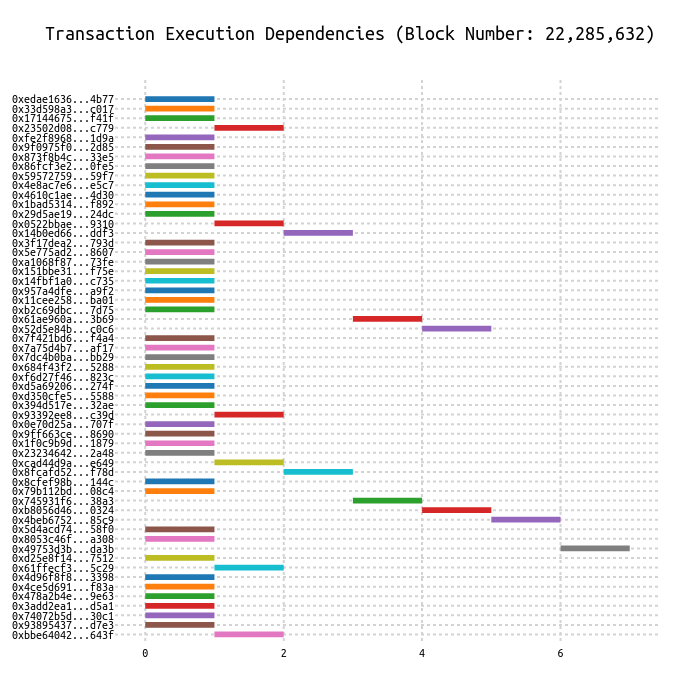 Transaction Execution Dependencies (Block Number: 22,285,632)
0xedae1636...4b77
0x33d598a3...c017
0x17144675...f41f
0x23502d08...c779
0xfe2f8968...1d9a
0x9f0975f0...2d85
0x873f8b4c...33e5
0x86fcf3e2...0fe5
0x59572759...59f7
0x4e8ac7e6...e5c7
0x4610c1ae...4d30
0x1bad5314...f892
0x29d5ae19...24dc
0x0522bbae...9310
0x14b0ed66...ddf3
0x3f17dea2...793d
0x5e775ad2...8607
0xa1068f87...73fe
0x151bbe31...f75e
0x14fbf1a0...c735
0x957a4dfe...a9f2
0x11cee258...ba01
0xb2c69dbc...7d75
0x61ae960a...3b69
0x52d5e84b...c0c6
0x7f421bd6...f4a4
0x7a75d4b7...af17
0x7dc4b0ba...bb29
0x684f43f2...5288
0xf6d27f46...823c
0xd5a69206...274f
0xd350cfe5...5588
0x394d517e...32ae
0x93392ee8...c39d
0x0e70d25a...707f
0x9ff663ce...8690
0x1f0c9b9d...1879
0x23234642...2a48
0xcad44d9a...e649
0x8fcafd52...f78d
0x8cfef98b...144c
0x79b112bd...08c4
0x745931f6...38a3
0xb8056d46...0324
0x4beb6752...85c9
0x5d4acd74...58f0
0x8053c46f...a308
0x49753d3b...da3b
0xd25e8f14...7512
0x61ffecf3...5c29
0x4d96f8f8...3398
0x4ce5d691...f83a
0x478a2b4e...9e63
0x3add2ea1...d5a1
0x74072b5d...30c1
0x93895437...d7e3
0xbbe64042...643f
0 2 4 6